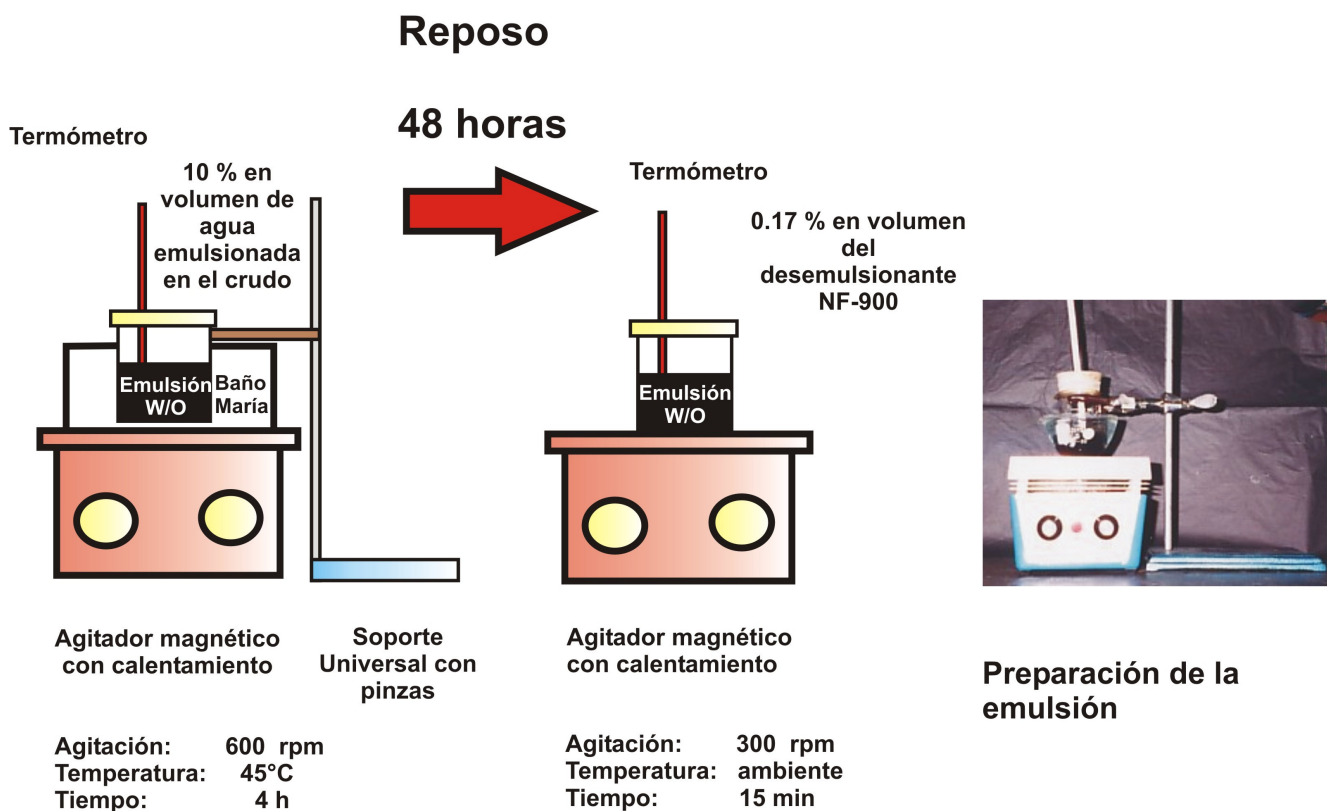 Reposo
48 horas
Termómetro
10 % en
volumen de
agua
emulsionada
en el crudo
Emulsión
W/O
Baño
María
Agitador magnético
con calentamiento
Soporte
Universal con
pinzas
Agitación: 600 rpm
Temperatura: 45°C
Tiempo: 4 h
Termómetro
0.17 % en volumen
del
desemulsionante
NF-900
Emulsión
W/O
Agitador magnético
con calentamiento
Agitación: 300 rpm
Temperatura: ambiente
Tiempo: 15 min
Preparación de la
emulsión